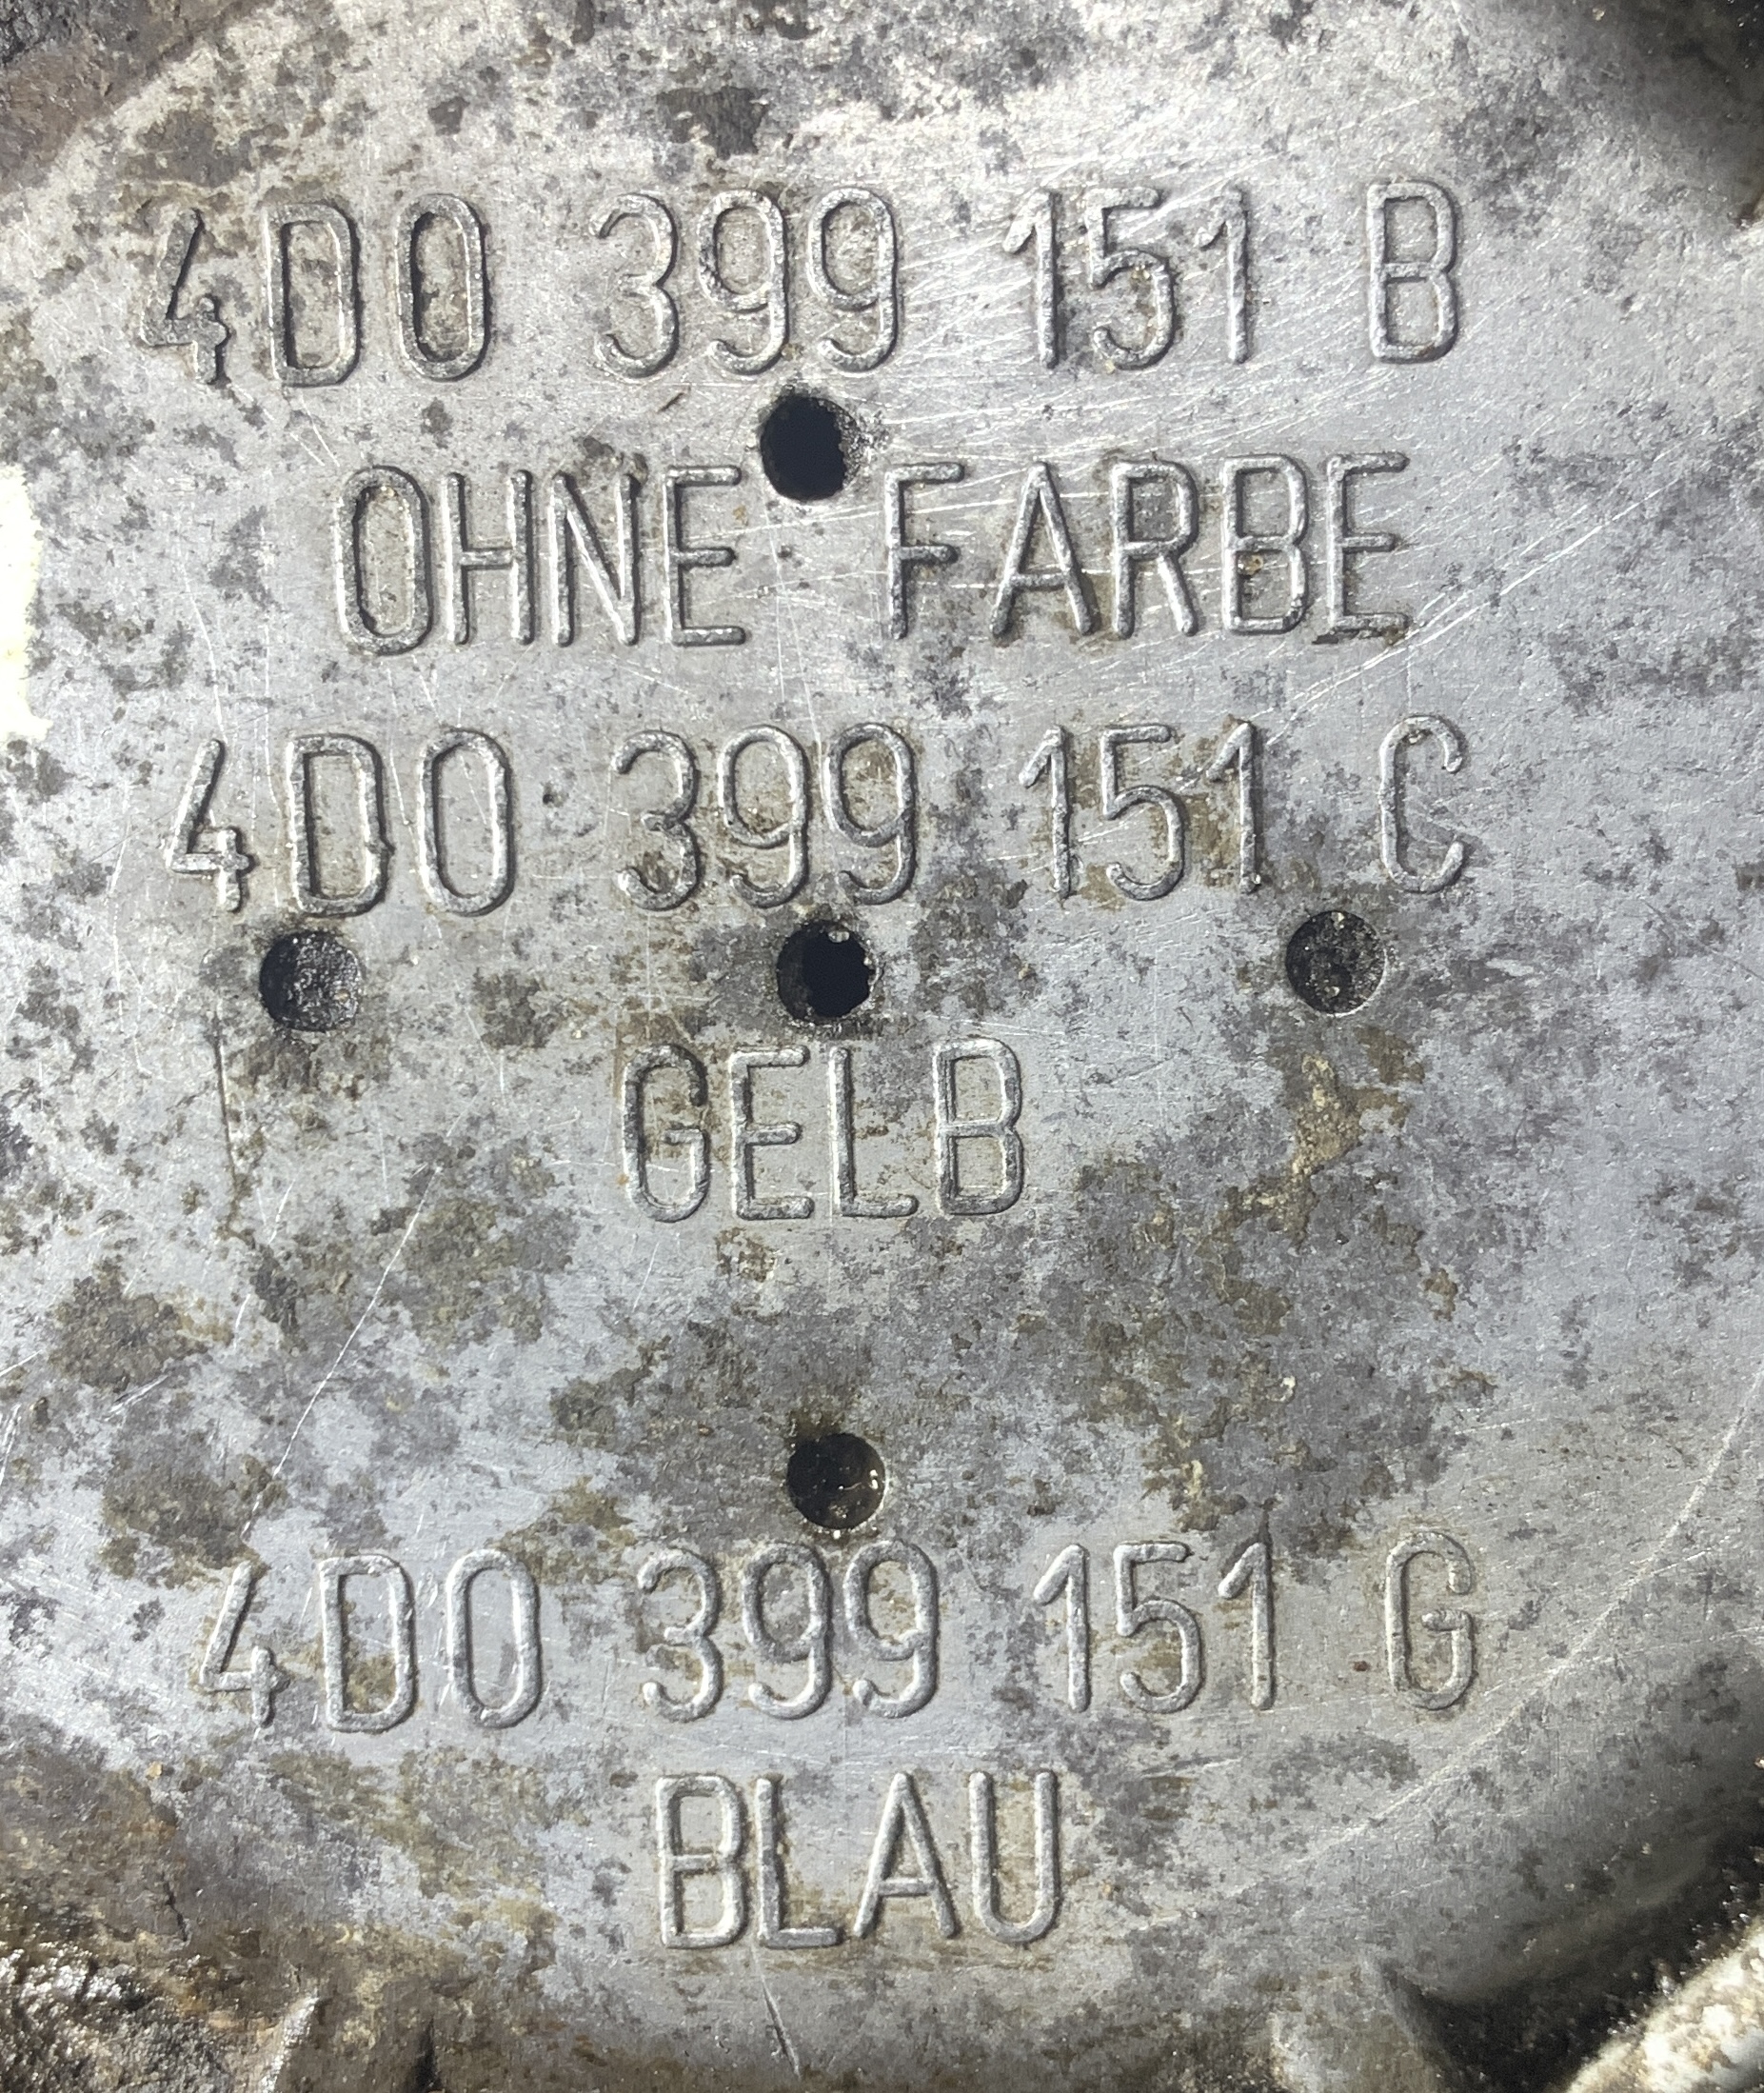 4D0 399 151 B
OHNE FARBE
4D0 399 151 C
GELB
4D0 399 151 G
BLAU